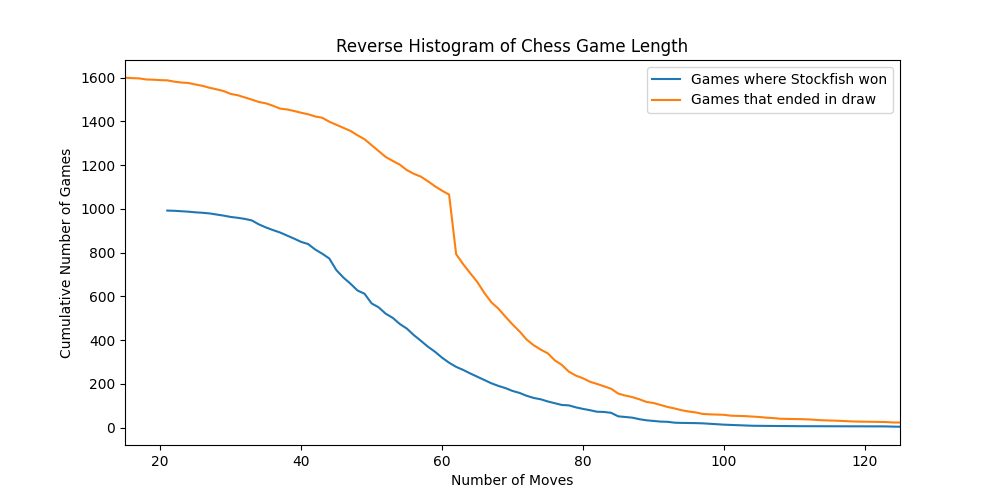 Reverse Histogram of Chess Game Length
Games where Stockfish won
Games that ended in draw
Cumulative Number of Games
1600
1400
1200
1000
800
600
400
200
0
20 40 60 80 100 120
Number of Moves